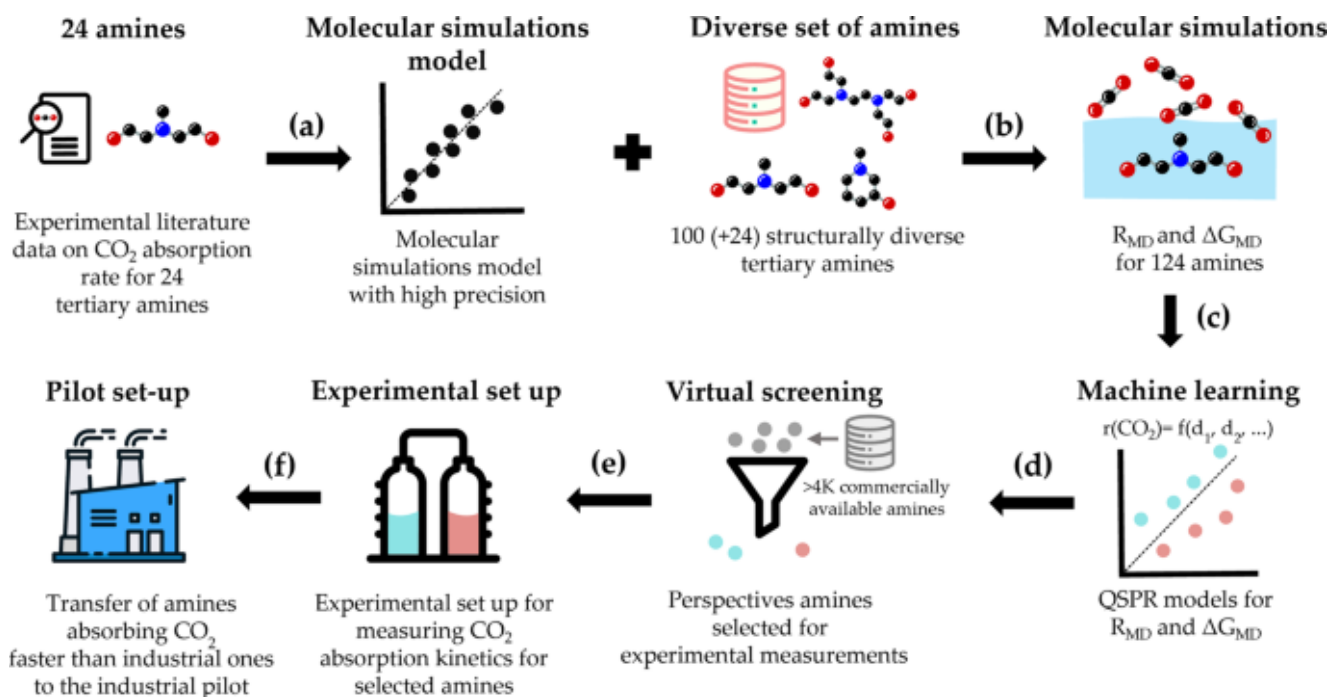 24 amines
Experimental literature
data on CO₂ absorption
rate for 24
tertiary amines
(a)
Molecular simulations
model
Molecular
simulations model
with high precision
Diverse set of amines
100 (+24) structurally diverse
tertiary amines
(b)
Molecular simulations
R_MD and ΔG_MD
for 124 amines
(c)
Machine learning
r(CO₂)= f(d₁, d₂, ...)
QSPR models for
R_MD and ΔG_MD
(d)
Virtual screening
>4K commercially
available amines
Perspectives amines
selected for
experimental measurements
(e)
Experimental set up
Experimental set up for
measuring CO₂
absorption kinetics for
selected amines
(f)
Pilot set-up
Transfer of amines
absorbing CO₂
faster than industrial ones
to the industrial pilot